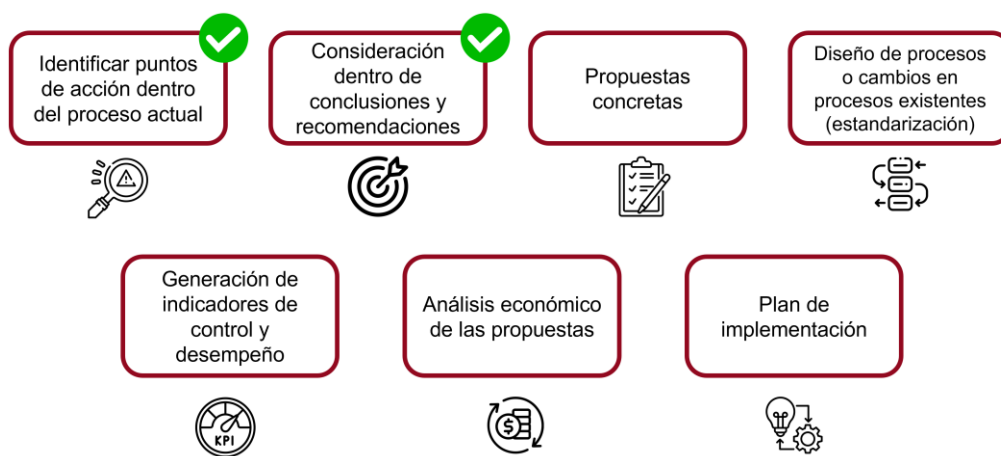 Identificar puntos
de acción dentro
del proceso actual
Consideración
dentro de
conclusiones y
recomendaciones
Propuestas
concretas
Diseño de procesos
o cambios en
procesos existentes
(estandarización)
Generación de
indicadores de
control y
desempeño
Análisis económico
de las propuestas
Plan de
implementación
KPI
$